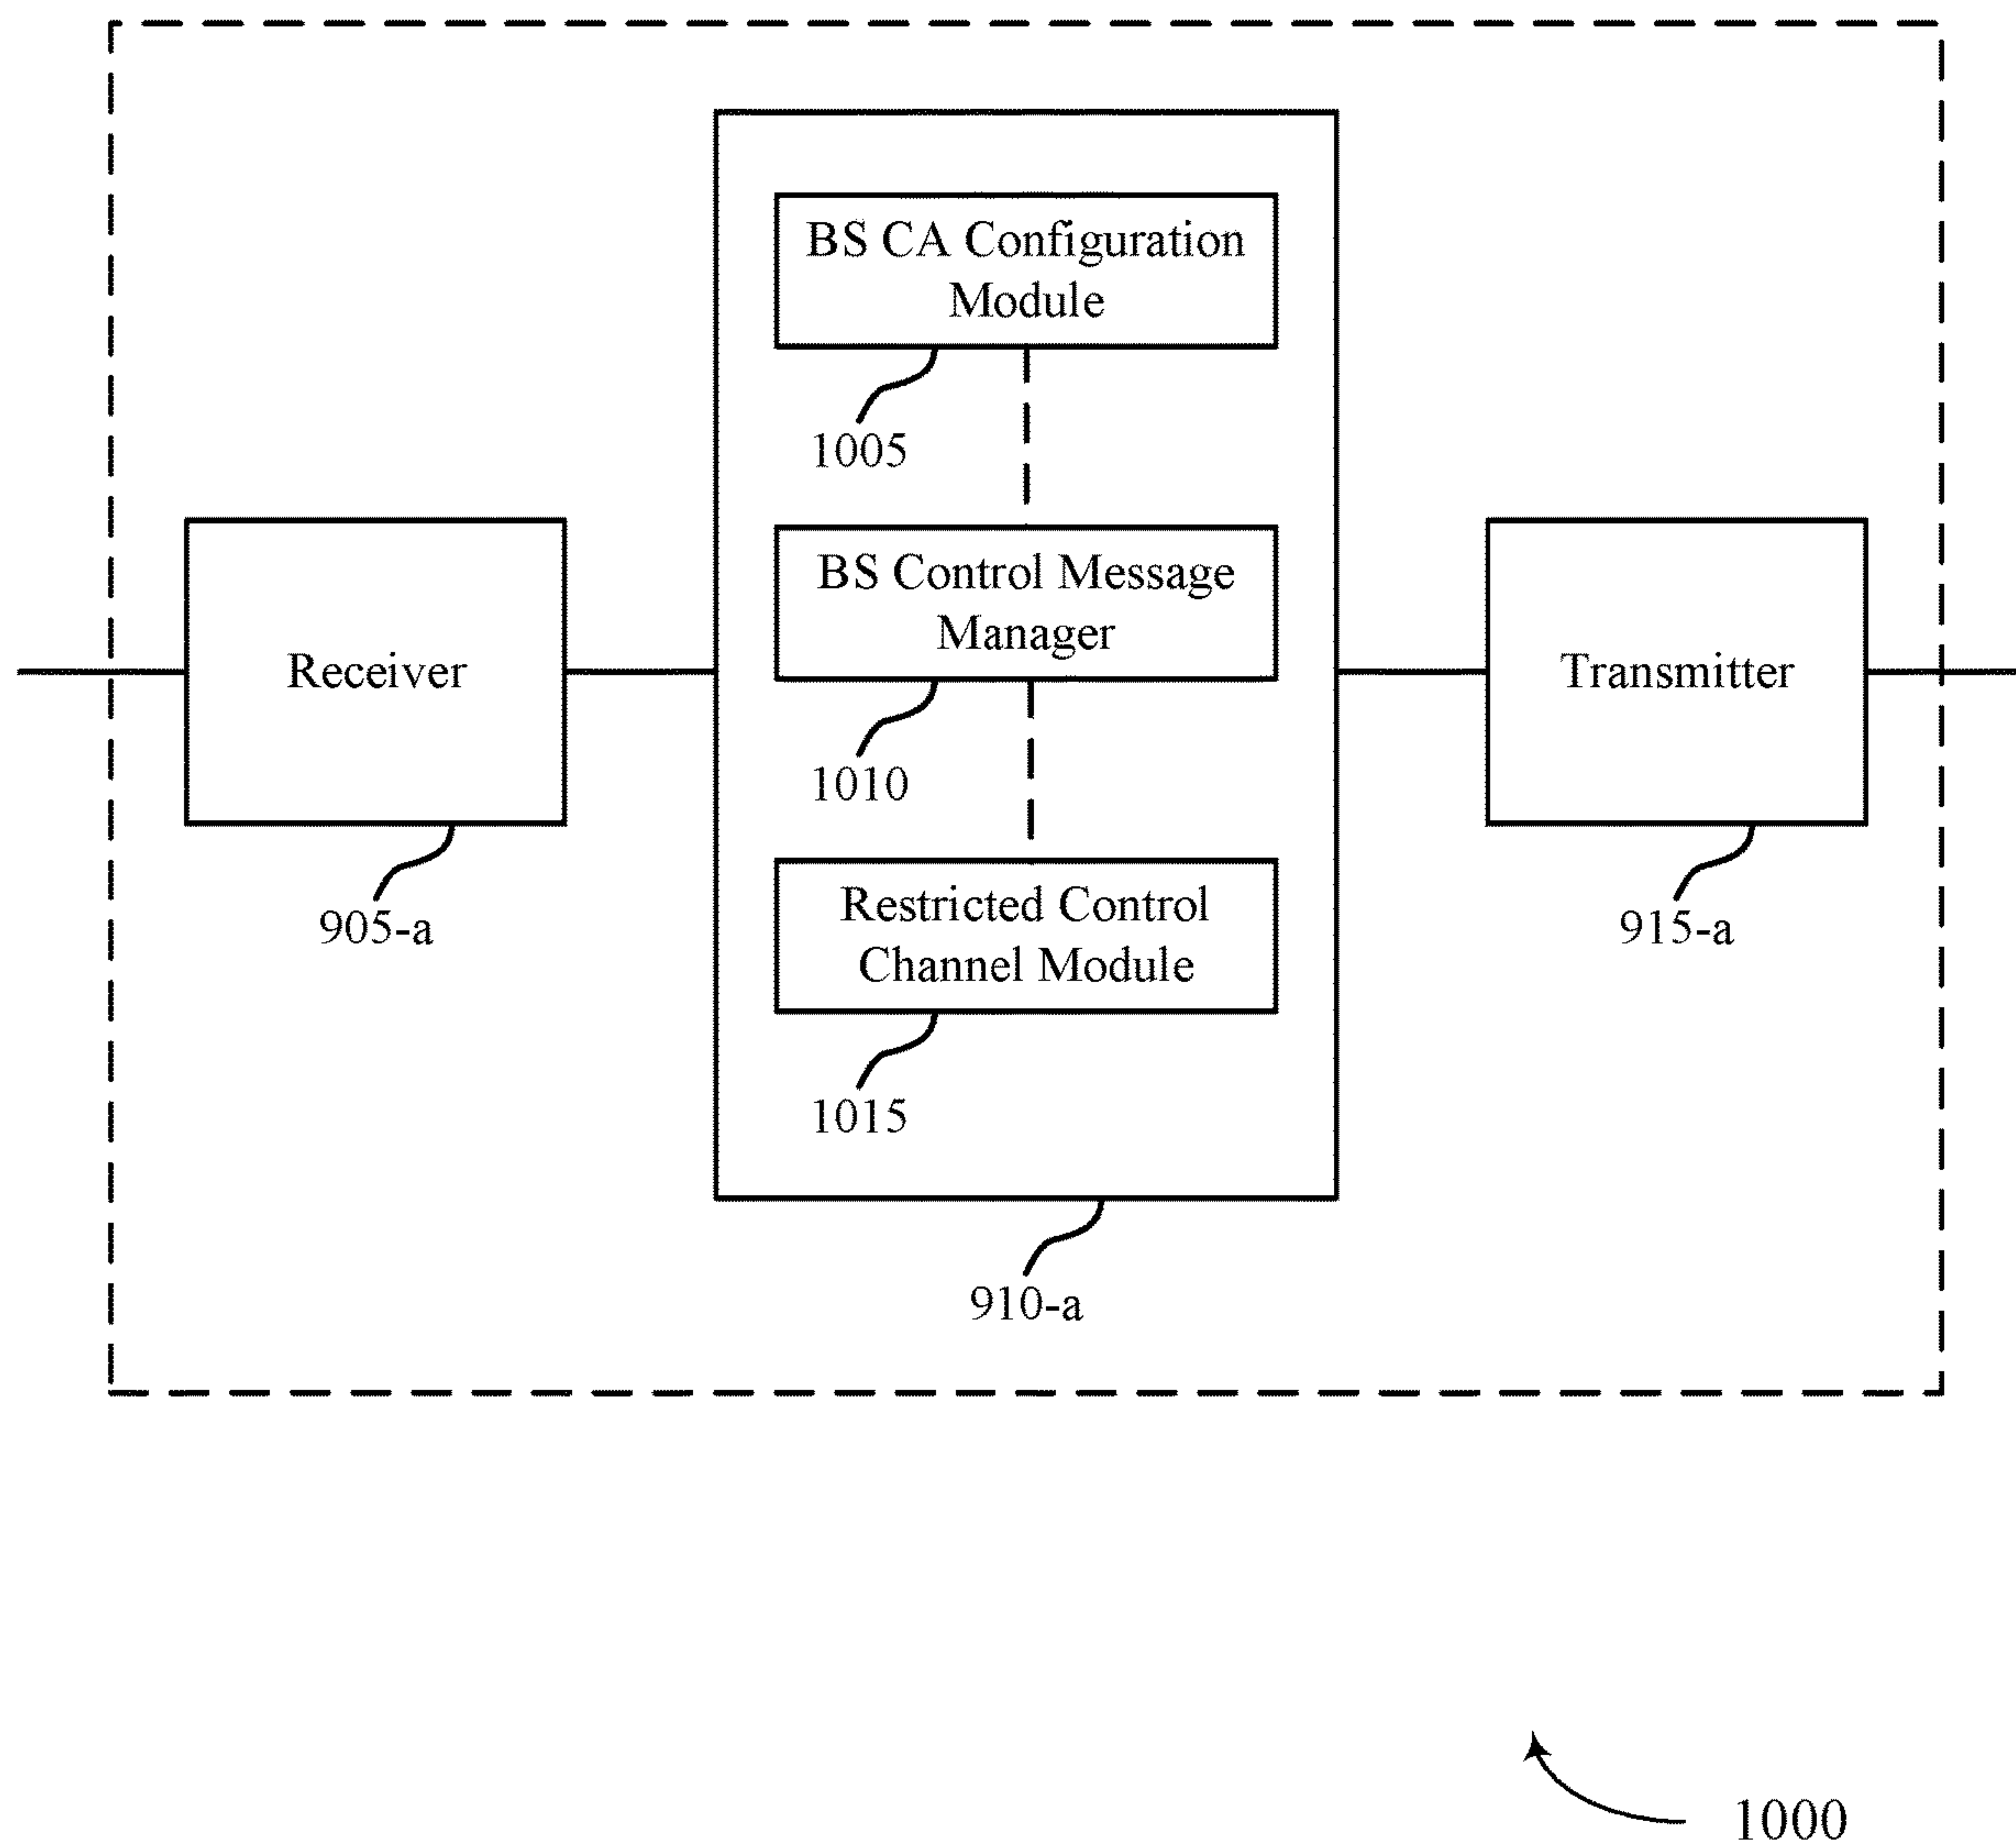 BS CA Configuration
Module
1005
BS Control Message
Manager
1010
Receiver
Transmitter
Restricted Control
Channel Module
905-a
915-a
1015
910-a
1000